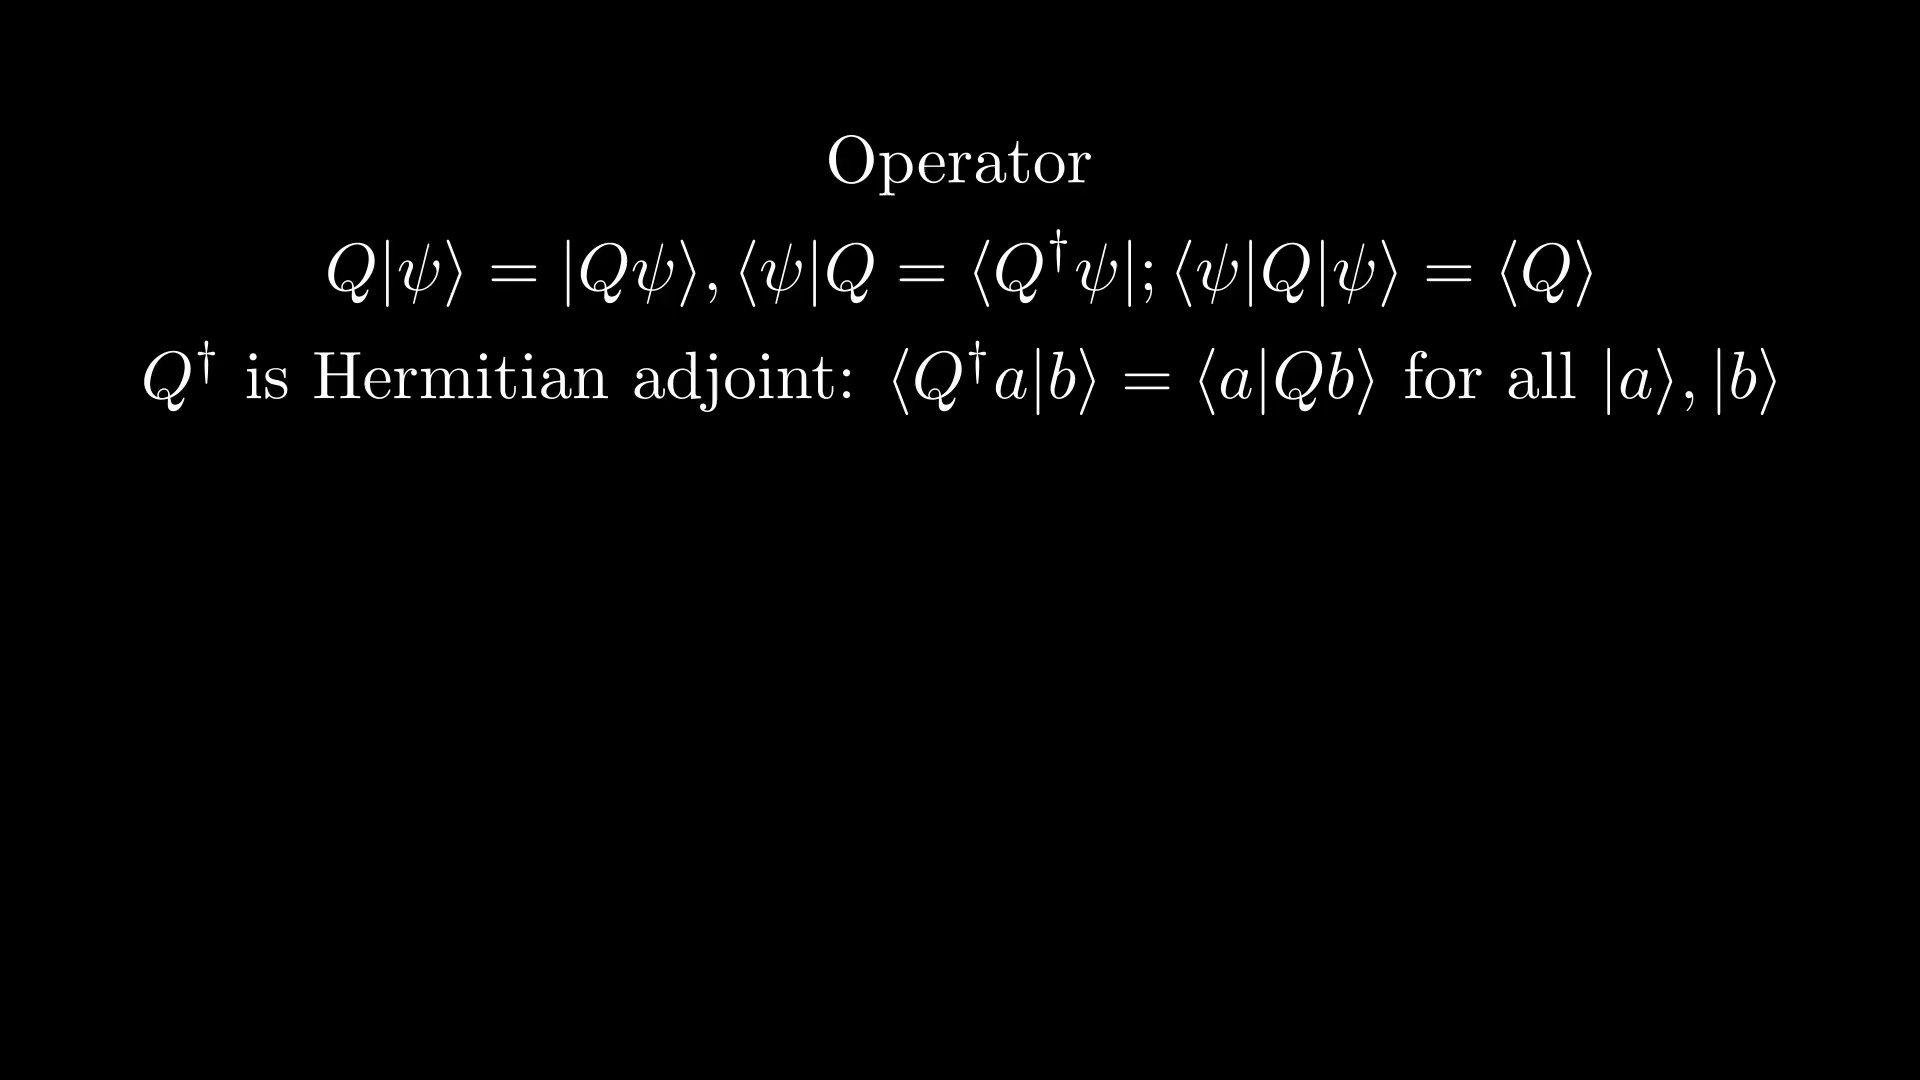 Operator
Q|ψ⟩ = |Qψ⟩, ⟨ψ|Q = ⟨Q†ψ|; ⟨ψ|Q|ψ⟩ = ⟨Q⟩
Q† is Hermitian adjoint: ⟨Q†a|b⟩ = ⟨a|Qb⟩ for all |a⟩, |b⟩